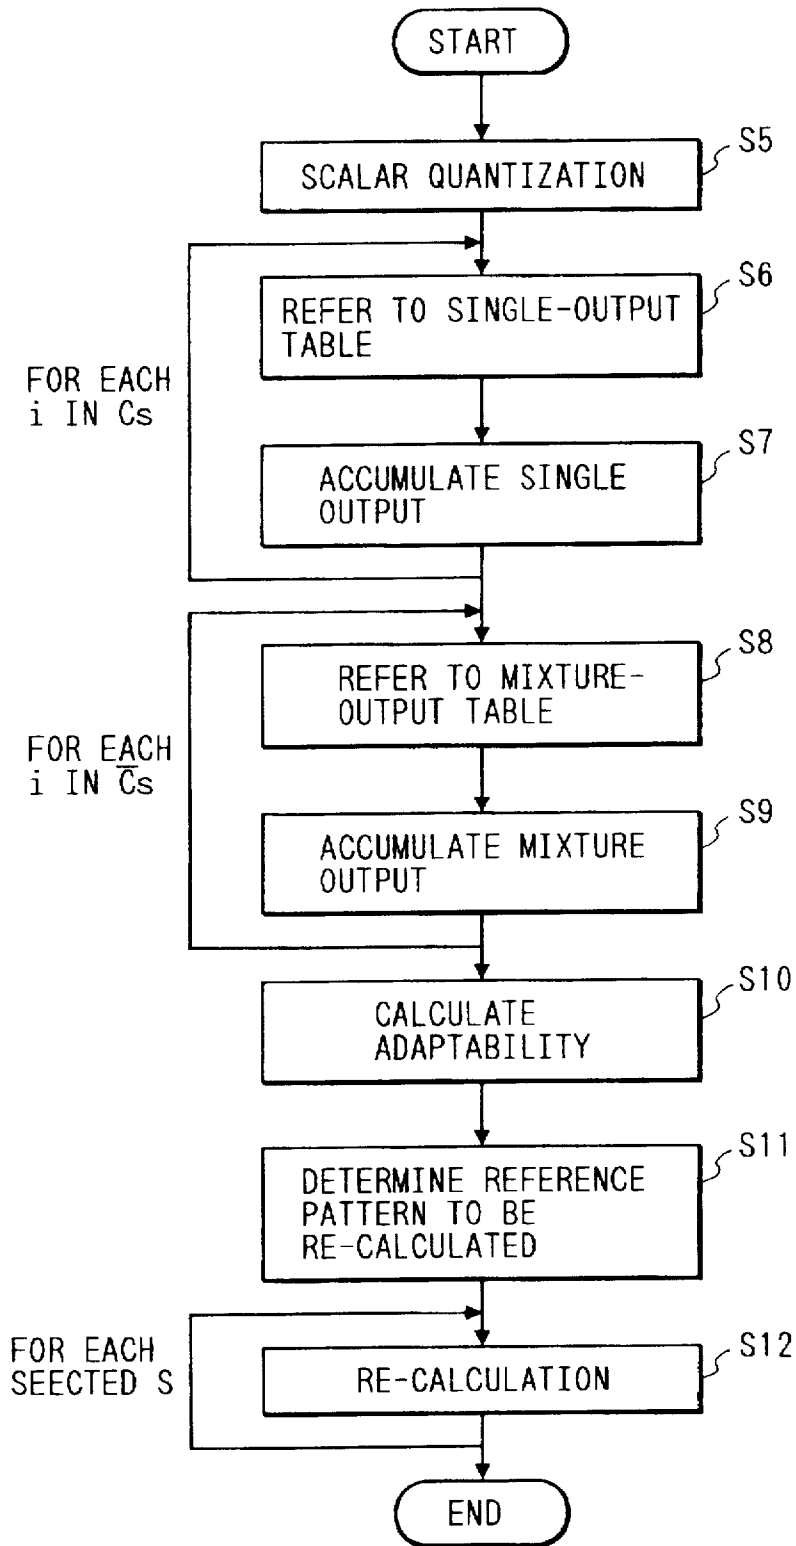 START
S5
SCALAR QUANTIZATION
S6
REFER TO SINGLE-OUTPUT
TABLE
FOR EACH
i IN Cs
S7
ACCUMULATE SINGLE
OUTPUT
S8
REFER TO MIXTURE-
OUTPUT TABLE
FOR EACH
i IN C̅s
S9
ACCUMULATE MIXTURE
OUTPUT
S10
CALCULATE
ADAPTABILITY
S11
DETERMINE REFERENCE
PATTERN TO BE
RE-CALCULATED
FOR EACH
SEECTED S
S12
RE-CALCULATION
END